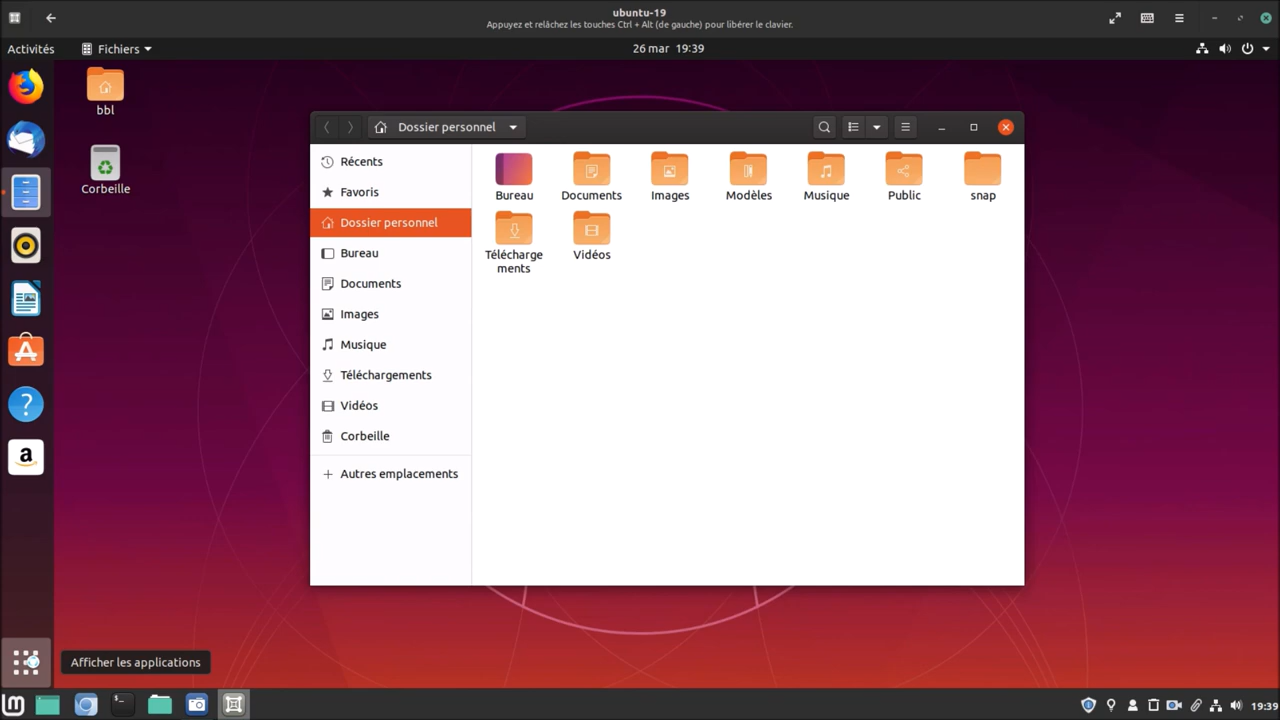 ubuntu-19
Appuyez et relâchez les touches Ctrl + Alt (de gauche) pour libérer le clavier.
Activités
Fichiers
26 mar 19:39
bbl
Corbeille
Dossier personnel
Récents
Favoris
Dossier personnel
Bureau
Documents
Images
Musique
Téléchargements
Vidéos
Corbeille
Autres emplacements
Bureau
Documents
Images
Modèles
Musique
Public
snap
Télécharge
ments
Vidéos
Afficher les applications
19:39